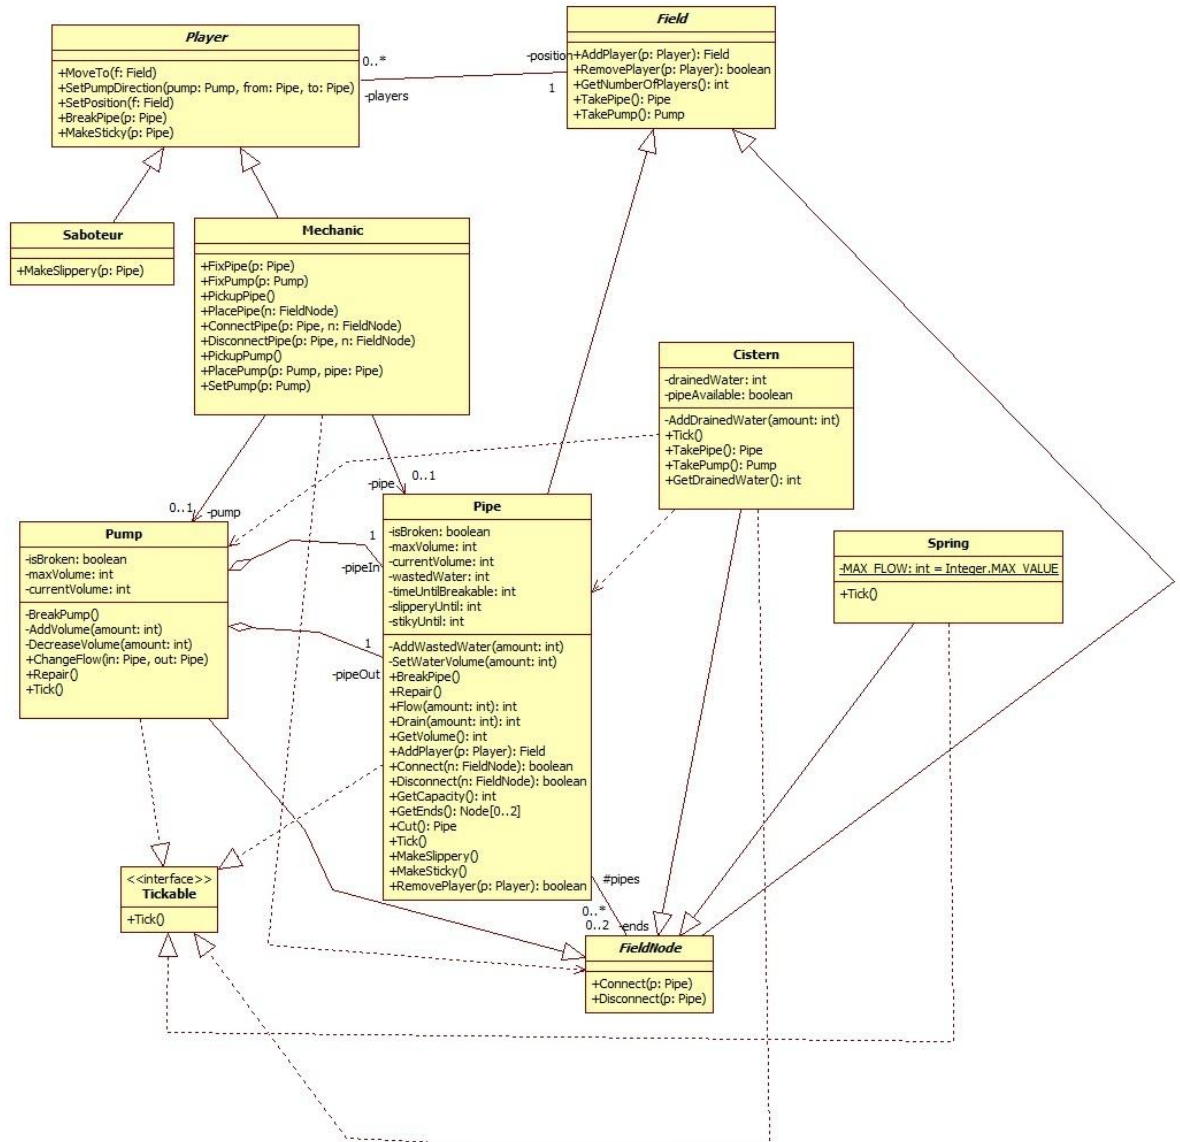 Player
+MoveTo(f: Field)
+SetPumpDirection(pump: Pump, from: Pipe, to: Pipe)
+SetPosition(f: Field)
+BreakPipe(p: Pipe)
+MakeSticky(p: Pipe)
0..*
-players
-position
1
Field
+AddPlayer(p: Player): Field
+RemovePlayer(p: Player): boolean
+GetNumberOfPlayers(): int
+TakePipe(): Pipe
+TakePump(): Pump
Saboteur
+MakeSlippery(p: Pipe)
Mechanic
+FixPipe(p: Pipe)
+FixPump(p: Pump)
+PickupPipe()
+PlacePipe(n: FieldNode)
+ConnectPipe(p: Pipe, n: FieldNode)
+DisconnectPipe(p: Pipe, n: FieldNode)
+PickupPump()
+PlacePump(p: Pump, pipe: Pipe)
+SetPump(p: Pump)
Cistern
-drainedWater: int
-pipeAvailable: boolean
-AddDrainedWater(amount: int)
+Tick()
+TakePipe(): Pipe
+TakePump(): Pump
+GetDrainedWater(): int
0..1
-pump
-pipe
0..1
Pump
-isBroken: boolean
-maxVolume: int
-currentVolume: int
-BreakPump()
-AddVolume(amount: int)
-DecreaseVolume(amount: int)
+ChangeFlow(in: Pipe, out: Pipe)
+Repair()
+Tick()
1
-pipeIn
1
-pipeOut
Pipe
-isBroken: boolean
-maxVolume: int
-currentVolume: int
-wastedWater: int
-timeUntilBreakable: int
-slipperyUntil: int
-stikyUntil: int
-AddWastedWater(amount: int)
-SetWaterVolume(amount: int)
+BreakPipe()
+Repair()
+Flow(amount: int): int
+Drain(amount: int): int
+GetVolume(): int
+AddPlayer(p: Player): Field
+Connect(n: FieldNode): boolean
+Disconnect(n: FieldNode): boolean
+GetCapacity(): int
+GetEnds(): Node[0..2]
+Cut(): Pipe
+Tick()
+MakeSlippery()
+MakeSticky()
+RemovePlayer(p: Player): boolean
Spring
-MAX_FLOW: int = Integer.MAX_VALUE
+Tick()
<<interface>>
Tickable
+Tick()
#pipes
0..*
0..2
-ends
FieldNode
+Connect(p: Pipe)
+Disconnect(p: Pipe)